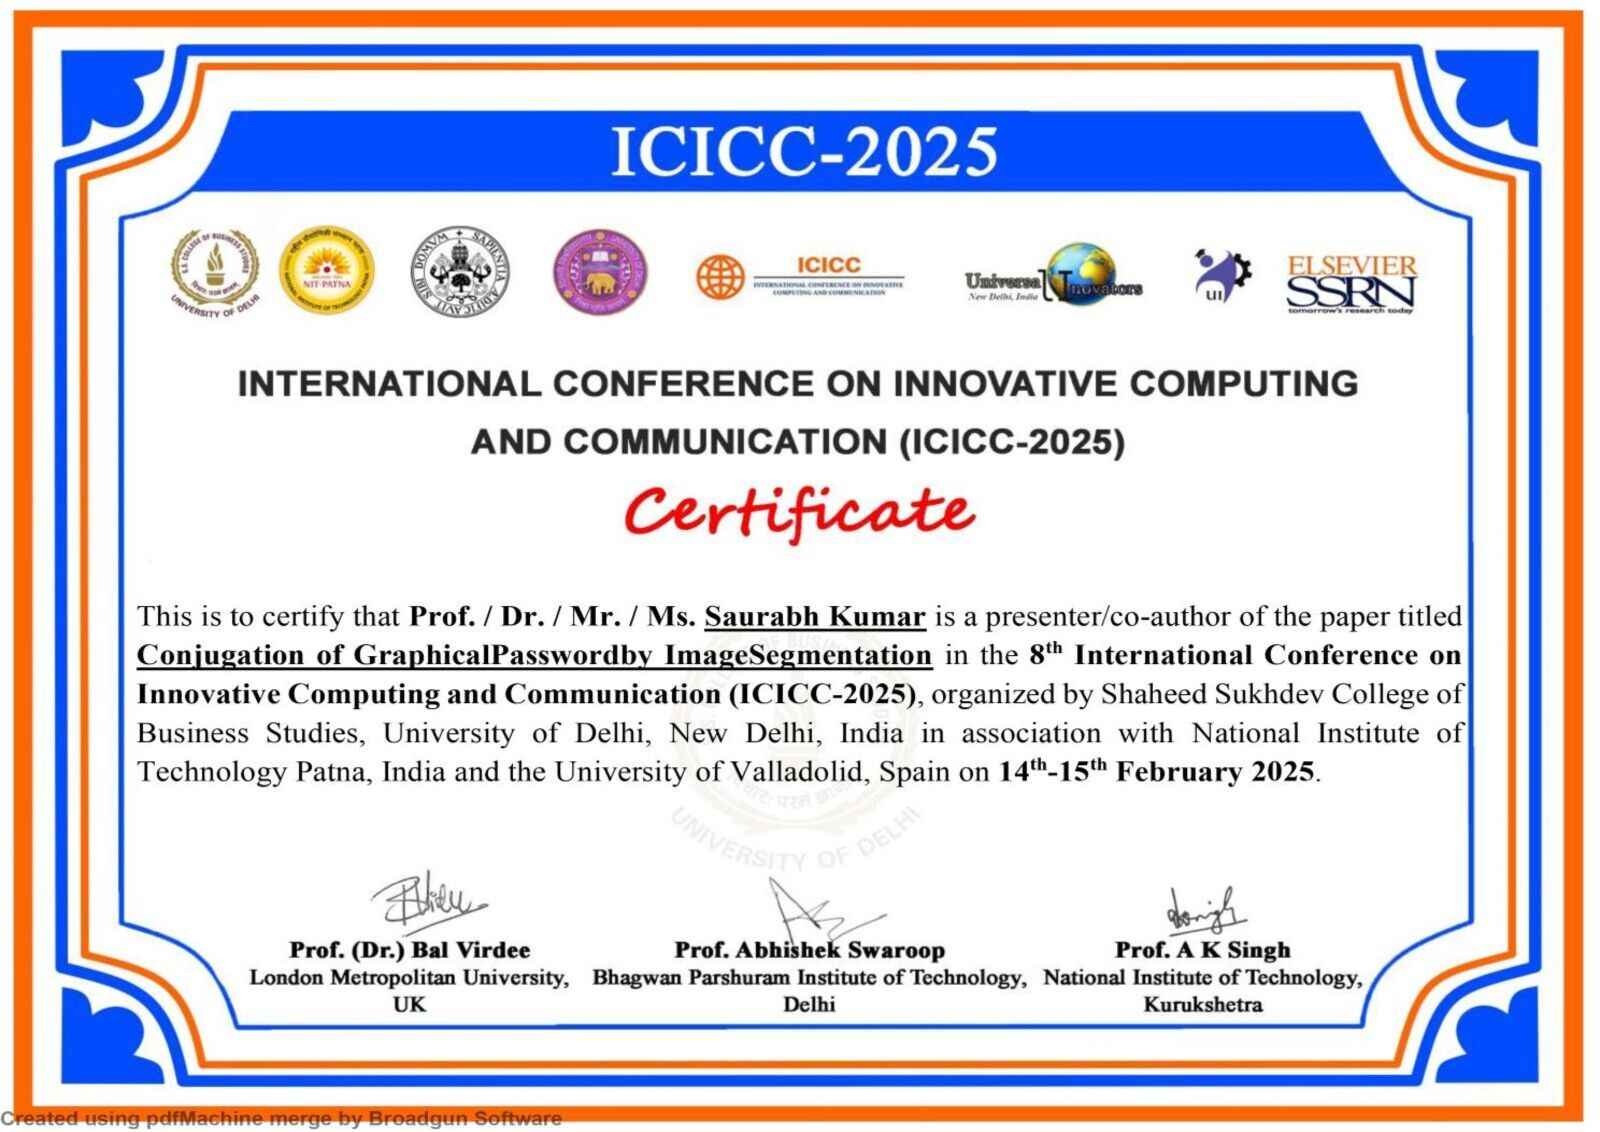 ICICC-2025
S.S. COLLEGE OF BUSINESS STUDIES
UNIVERSITY OF DELHI
NIT-PATNA
SIBI DOMUM SAPIENTIA AEDIFICAVIT
ICICC
INTERNATIONAL CONFERENCE ON INNOVATIVE
COMPUTING AND COMMUNICATION
Universal Inovators
New Delhi, India
UI
ELSEVIER
SSRN
tomorrow's research today
INTERNATIONAL CONFERENCE ON INNOVATIVE COMPUTING
AND COMMUNICATION (ICICC-2025)
Certificate
This is to certify that Prof. / Dr. / Mr. / Ms. Saurabh Kumar is a presenter/co-author of the paper titled
Conjugation of GraphicalPasswordby ImageSegmentation in the 8th International Conference on
Innovative Computing and Communication (ICICC-2025), organized by Shaheed Sukhdev College of
Business Studies, University of Delhi, New Delhi, India in association with National Institute of
Technology Patna, India and the University of Valladolid, Spain on 14th-15th February 2025.
UNIVERSITY OF DELHI
Prof. (Dr.) Bal Virdee
London Metropolitan University,
UK
Prof. Abhishek Swaroop
Bhagwan Parshuram Institute of Technology,
Delhi
Prof. A K Singh
National Institute of Technology,
Kurukshetra
Created using pdfMachine merge by Broadgun Software